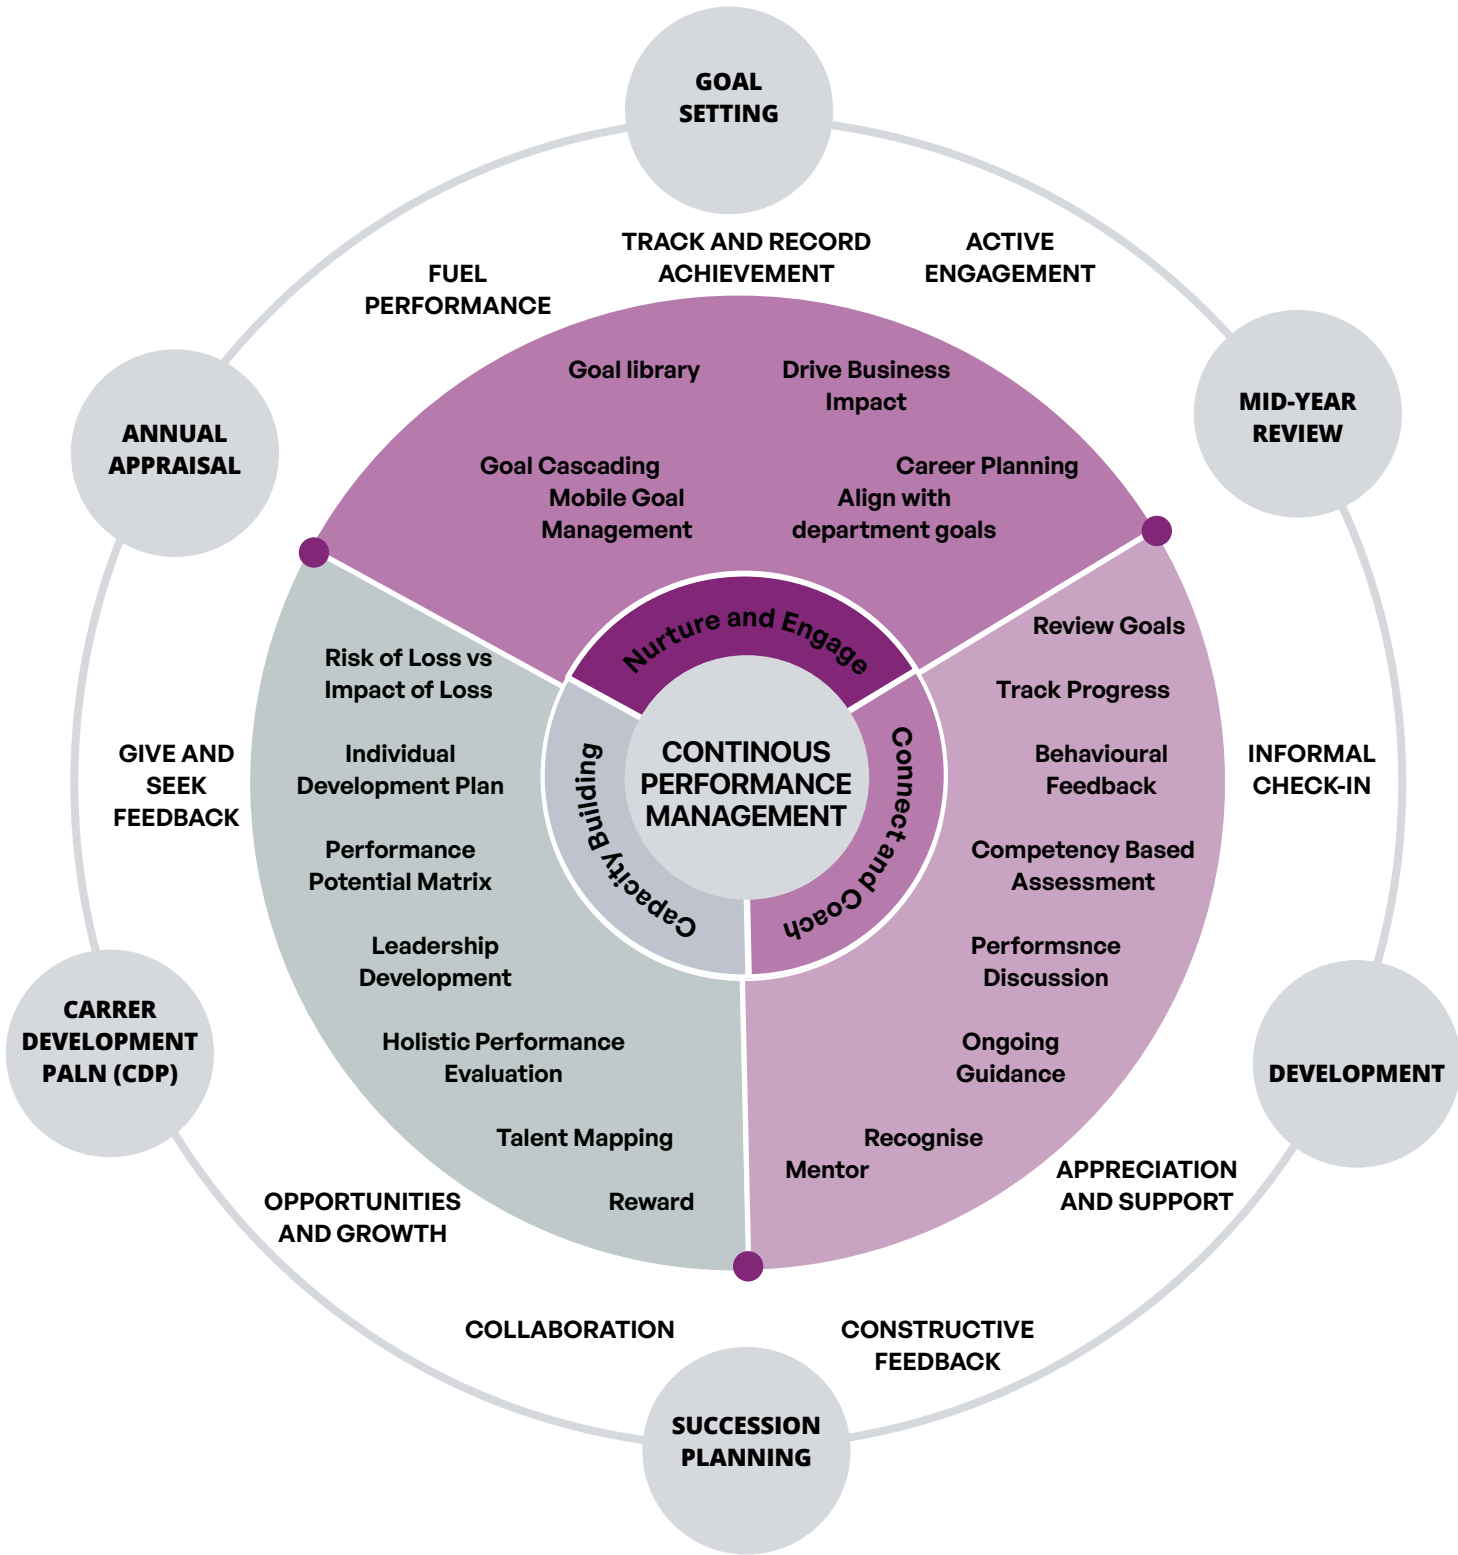 GOAL
SETTING
TRACK AND RECORD
ACHIEVEMENT
ACTIVE
ENGAGEMENT
FUEL
PERFORMANCE
MID-YEAR
REVIEW
ANNUAL
APPRAISAL
Goal library
Drive Business
Impact
Goal Cascading
Mobile Goal
Management
Career Planning
Align with
department goals
Nurture and Engage
Connect and Coach
Capacity Building
CONTINOUS
PERFORMANCE
MANAGEMENT
Review Goals
Track Progress
Behavioural
Feedback
Competency Based
Assessment
Performsnce
Discussion
Ongoing
Guidance
Recognise
Mentor
Risk of Loss vs
Impact of Loss
Individual
Development Plan
Performance
Potential Matrix
Leadership
Development
Holistic Performance
Evaluation
Talent Mapping
Reward
GIVE AND
SEEK
FEEDBACK
INFORMAL
CHECK-IN
CARRER
DEVELOPMENT
PALN (CDP)
DEVELOPMENT
APPRECIATION
AND SUPPORT
OPPORTUNITIES
AND GROWTH
COLLABORATION
CONSTRUCTIVE
FEEDBACK
SUCCESSION
PLANNING